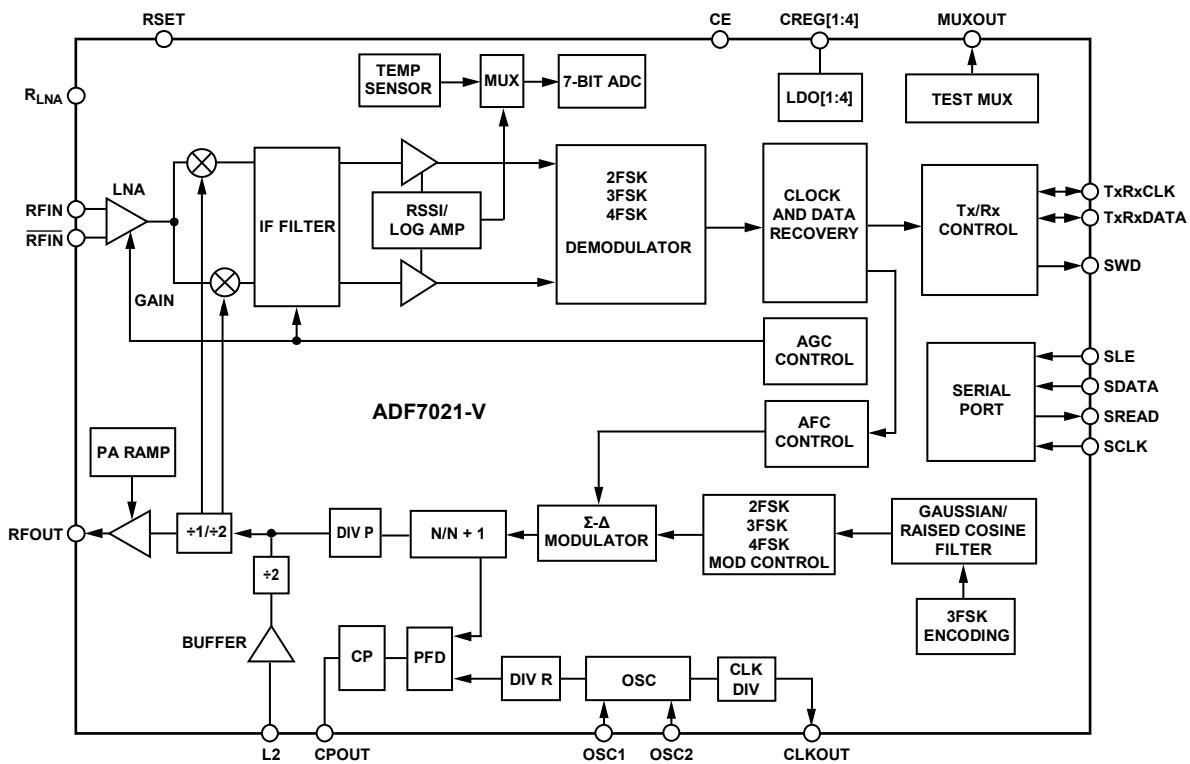 RSET
CE
CREG[1:4]
MUXOUT
TEMP
SENSOR
MUX
7-BIT ADC
LDO[1:4]
TEST MUX
RLNA
LNA
RFIN
RFIN
GAIN
IF FILTER
RSSI/
LOG AMP
2FSK
3FSK
4FSK
DEMODULATOR
CLOCK
AND DATA
RECOVERY
Tx/Rx
CONTROL
TxRxCLK
TxRxDATA
SWD
AGC
CONTROL
SERIAL
PORT
SLE
SDATA
SREAD
SCLK
ADF7021-V
AFC
CONTROL
PA RAMP
RFOUT
÷1/÷2
DIV P
N/N + 1
Σ-Δ
MODULATOR
2FSK
3FSK
4FSK
MOD CONTROL
GAUSSIAN/
RAISED COSINE
FILTER
÷2
3FSK
ENCODING
BUFFER
CP
PFD
DIV R
OSC
CLK
DIV
L2
CPOUT
OSC1
OSC2
CLKOUT